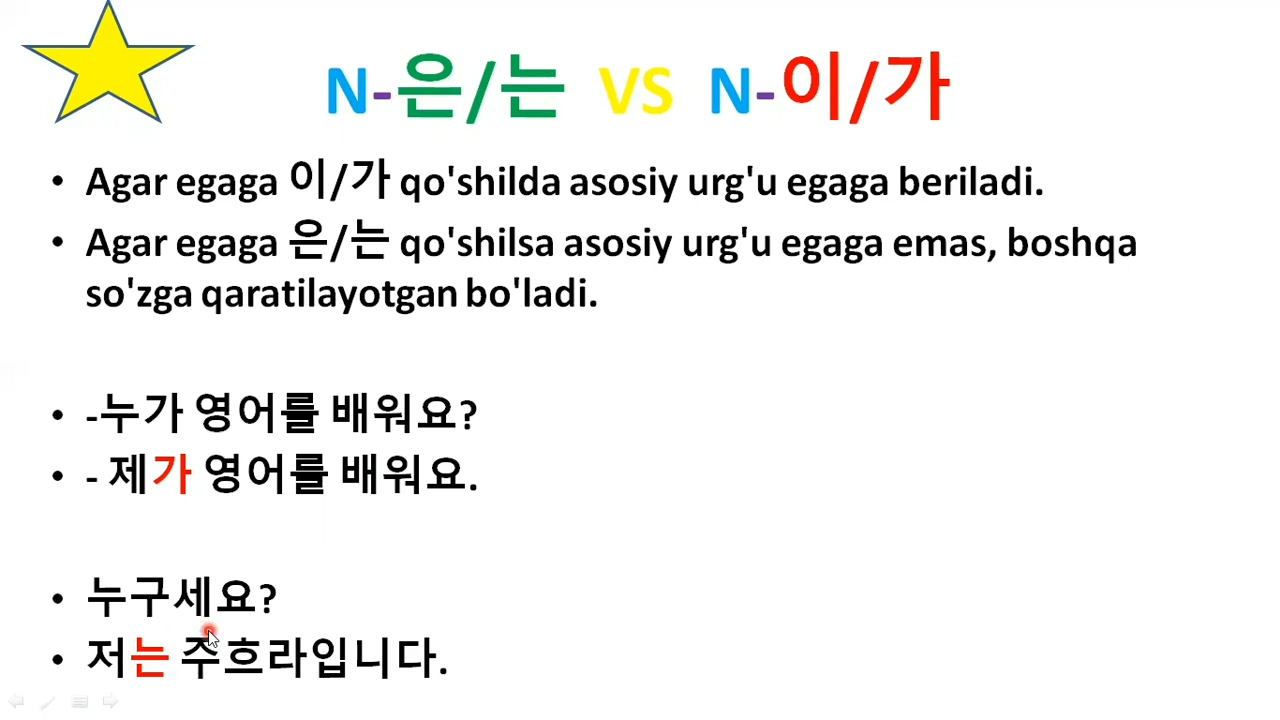 N-은/는 VS N-이/가
• Agar egaga 이/가 qo'shilda asosiy urg'u egaga beriladi.
• Agar egaga 은/는 qo'shilsa asosiy urg'u egaga emas, boshqa
so'zga qaratilayotgan bo'ladi.
• -누가 영어를 배워요?
• - 제가 영어를 배워요.
• 누구세요?
• 저는 주흐라입니다.